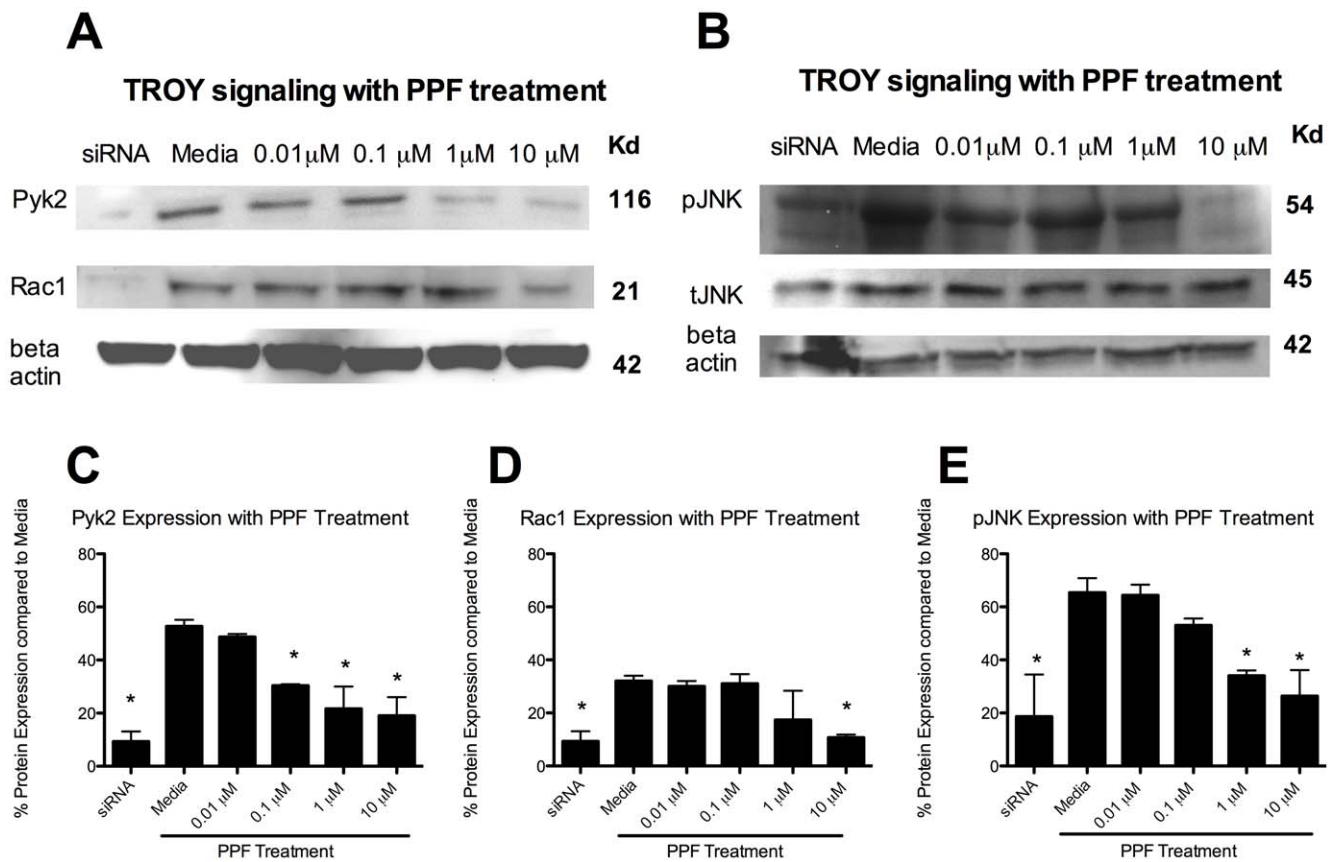 A
TROY signaling with PPF treatment
siRNA Media 0.01μM 0.1 μM 1μM 10 μM Kd
Pyk2 116
Rac1 21
beta
actin 42
B
TROY signaling with PPF treatment
siRNA Media 0.01μM 0.1 μM 1μM 10 μM Kd
pJNK 54
tJNK 45
beta
actin 42
C
Pyk2 Expression with PPF Treatment
% Protein Expression compared to Media
80
60
40
20
0
* * * *
siRNA Media 0.01 μM 0.1 μM 1 μM 10 μM
PPF Treatment
D
Rac1 Expression with PPF Treatment
% Protein Expression compared to Media
80
60
40
20
0
* *
siRNA Media 0.01 μM 0.1 μM 1 μM 10 μM
PPF Treatment
E
pJNK Expression with PPF Treatment
% Protein Expression compared to Media
80
60
40
20
0
* * *
siRNA Media 0.01 μM 0.1 μM 1 μM 10 μM
PPF Treatment